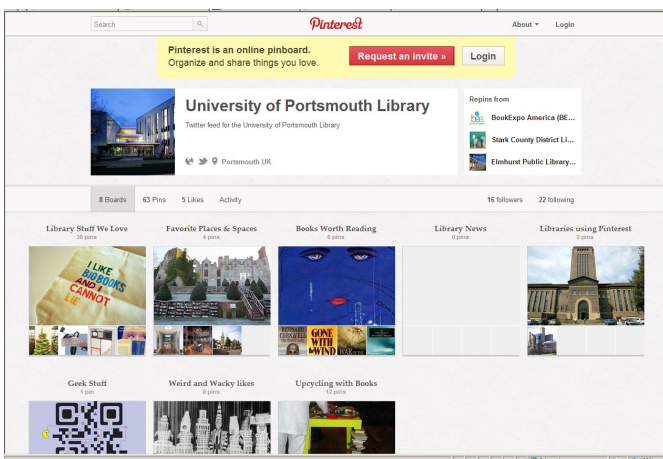 Search
Pinterest
About
Login
Pinterest is an online pinboard.
Organize and share things you love.
Request an Invite »
Login
University of Portsmouth Library
Twitter feed for the University of Portsmouth Library
Portsmouth UK
Repins from
BookExpo America (BE...
Stark County District Li...
Elmhurst Public Library...
8 Boards
63 Pins
5 Likes
Activity
16 followers
22 following
Library Stuff We Love
30 pins
Favorite Places & Spaces
4 pins
Books Worth Reading
6 pins
Library News
0 pins
Libraries using Pinterest
2 pins
I LIKE
BIG BOOKS
AND I
CANNOT
LIE
BERNARD
CORNWELL
GONE
WITH
THE WIND
WAR
Geek Stuff
1 pin
Weird and Wacky likes
8 pins
Upcycling with Books
12 pins